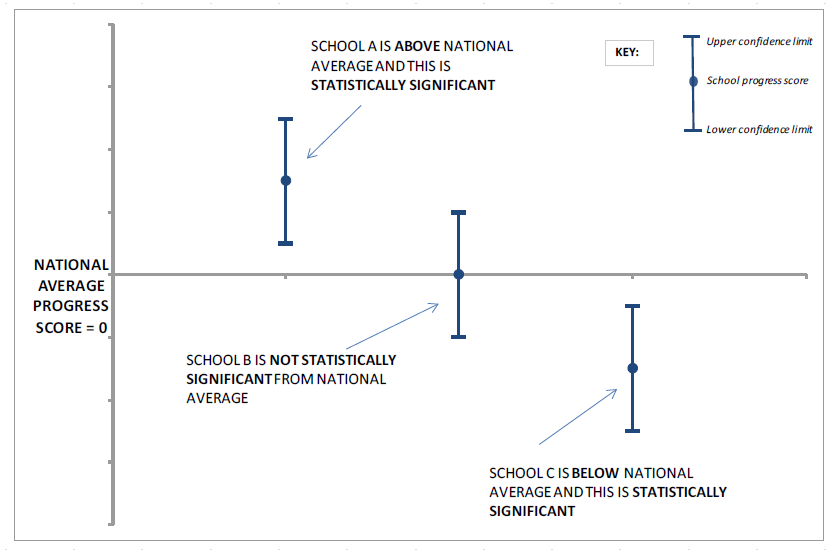 SCHOOL A IS ABOVE NATIONAL
AVERAGE AND THIS IS
STATISTICALLY SIGNIFICANT
KEY:
Upper confidence limit
School progress score
Lower confidence limit
NATIONAL
AVERAGE
PROGRESS
SCORE = 0
SCHOOL B IS NOT STATISTICALLY
SIGNIFICANT FROM NATIONAL
AVERAGE
SCHOOL C IS BELOW NATIONAL
AVERAGE AND THIS IS STATISTICALLY
SIGNIFICANT